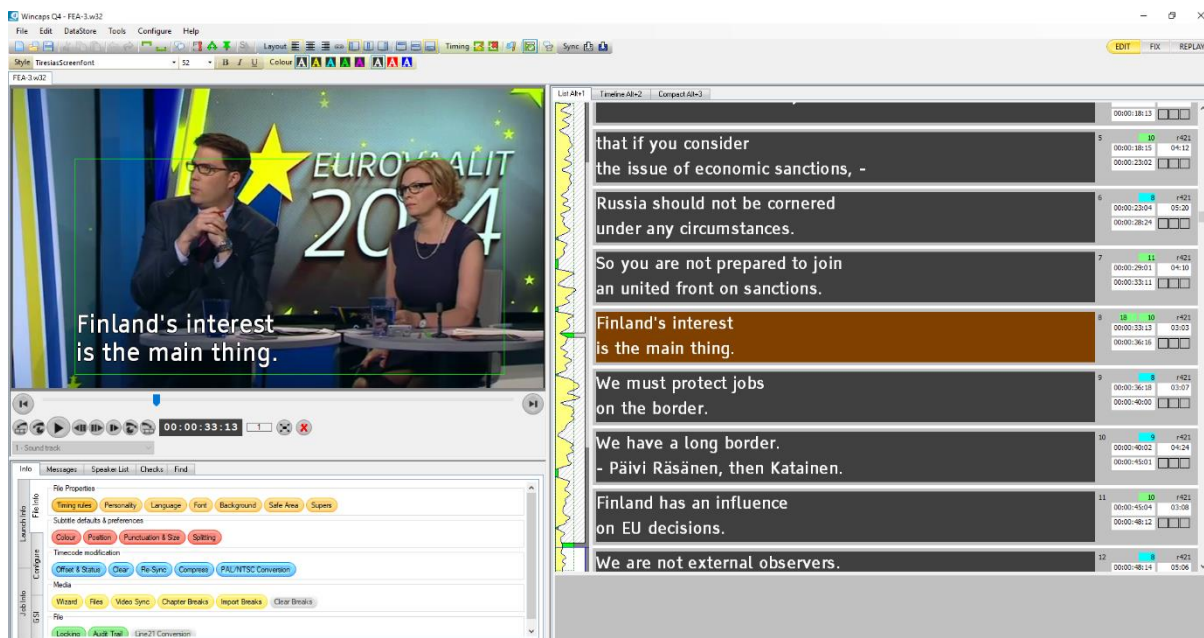 Wincaps Q4 - FEA-3.w32
File Edit DataStore Tools Configure Help
Layout Timing Sync
EDIT FIX REPLAY
Style TiresiasScreenfont 52 B I U Colour A A A A A A A A
FEA-3.w32
EUROVAALIT
Finland's interest
is the main thing.
00:00:33:13 1
1 - Sound track
Info Messages Speaker List Checks Find
Launch Info
Job Info
File Info
Configure
GSI
File Properties
Timing rules Personality Language Font Background Safe Area Supers
Subtitle defaults & preferences
Colour Position Punctuation & Size Splitting
Timecode modification
Offset & Status Clear Re-Sync Compress PAL/NTSC Conversion
Media
Wizard Files Video Sync Chapter Breaks Import Breaks Clear Breaks
File
Locking Audit Trail Line21 Conversion
List Alt+1 Timeline Alt+2 Compact Alt+3
00:00:18:13
that if you consider
the issue of economic sanctions, -
5 10 r421
00:00:18:15 04:12
00:00:23:02
Russia should not be cornered
under any circumstances.
6 8 r421
00:00:23:04 05:20
00:00:28:24
So you are not prepared to join
an united front on sanctions.
7 11 r421
00:00:29:01 04:10
00:00:33:11
Finland's interest
is the main thing.
8 18 10 r421
00:00:33:13 03:03
00:00:36:16
We must protect jobs
on the border.
9 8 r421
00:00:36:18 03:07
00:00:40:00
We have a long border.
- Päivi Räsänen, then Katainen.
10 9 r421
00:00:40:02 04:24
00:00:45:01
Finland has an influence
on EU decisions.
11 10 r421
00:00:45:04 03:08
00:00:48:12
We are not external observers.
12 8 r421
00:00:48:14 05:06